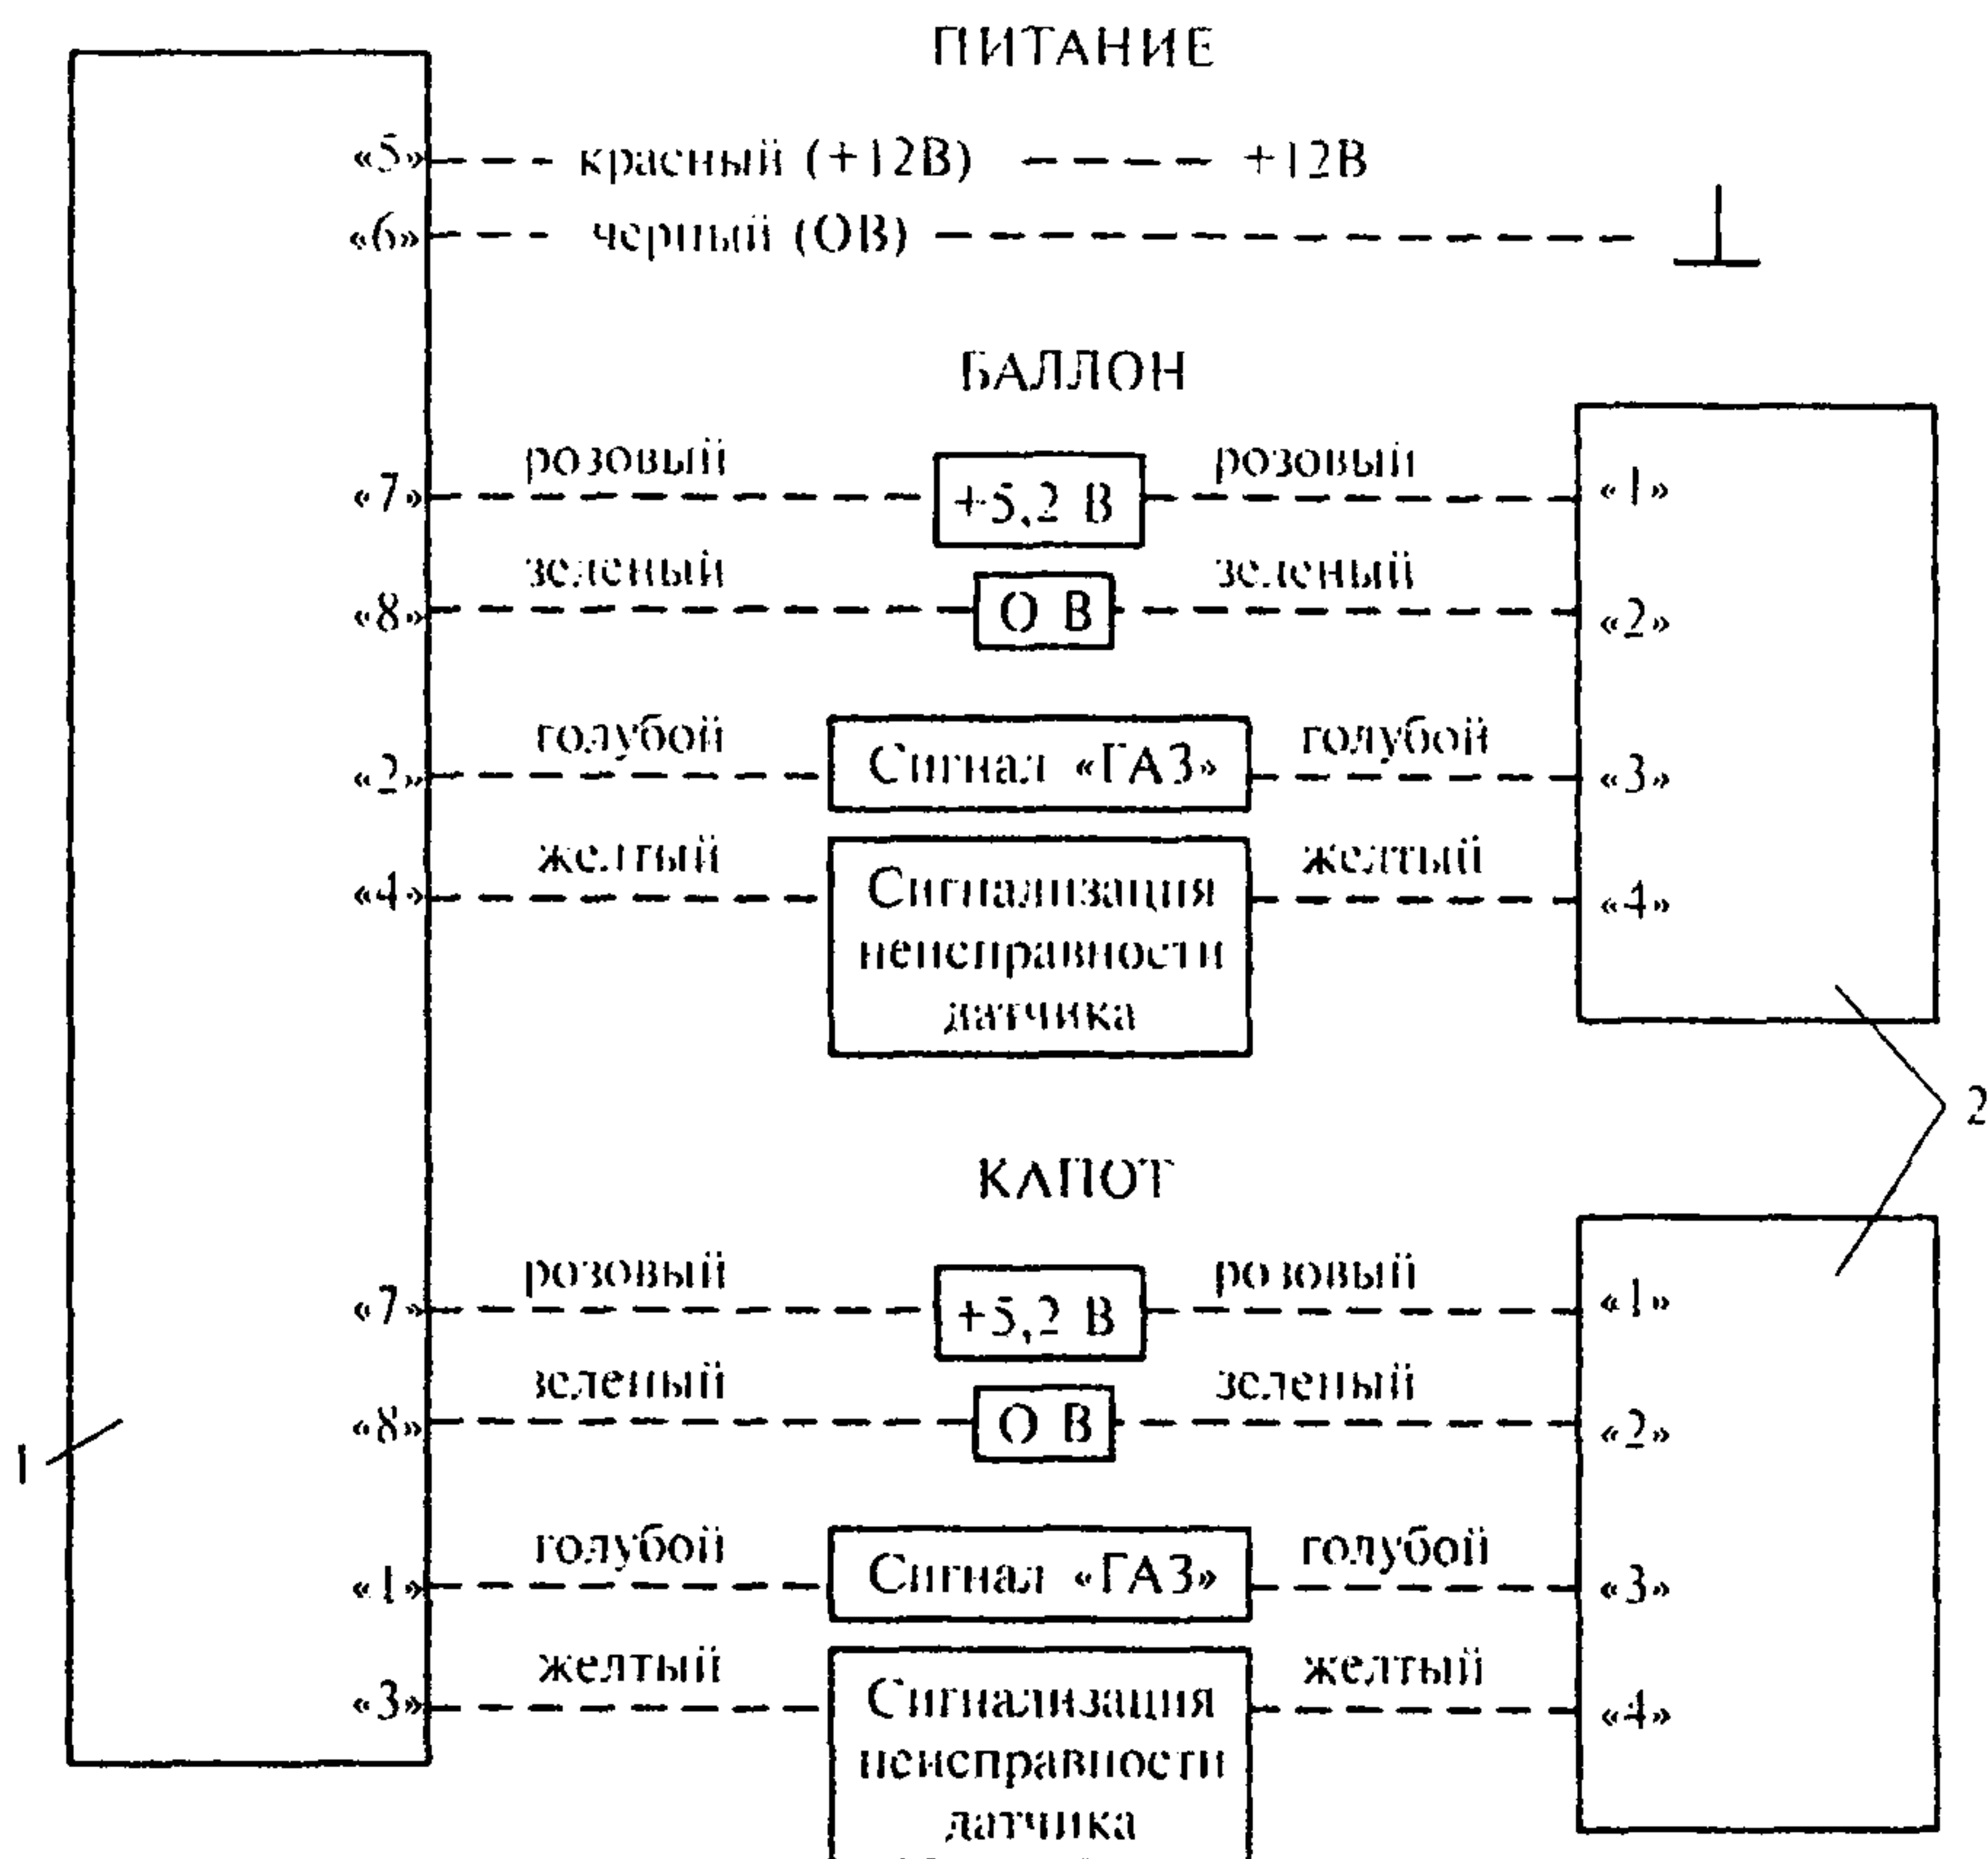 ПИТАНИЕ
«5» красный (+12В) +12В
«6» черный (ОВ)
БАЛЛОН
розовый розовый
«7» +5,2 В «1»
зеленый зеленый
«8» О В «2»
голубой голубой
«2» Сигнал «ГАЗ» «3»
желтый желтый
«4» Сигнализация «4»
неисправности
датчика
2
КАПОТ
розовый розовый
«7» +5,2 В «1»
зеленый зеленый
«8» О В «2»
1
голубой голубой
«1» Сигнал «ГАЗ» «3»
желтый желтый
«3» Сигнализация «4»
неисправности
датчика